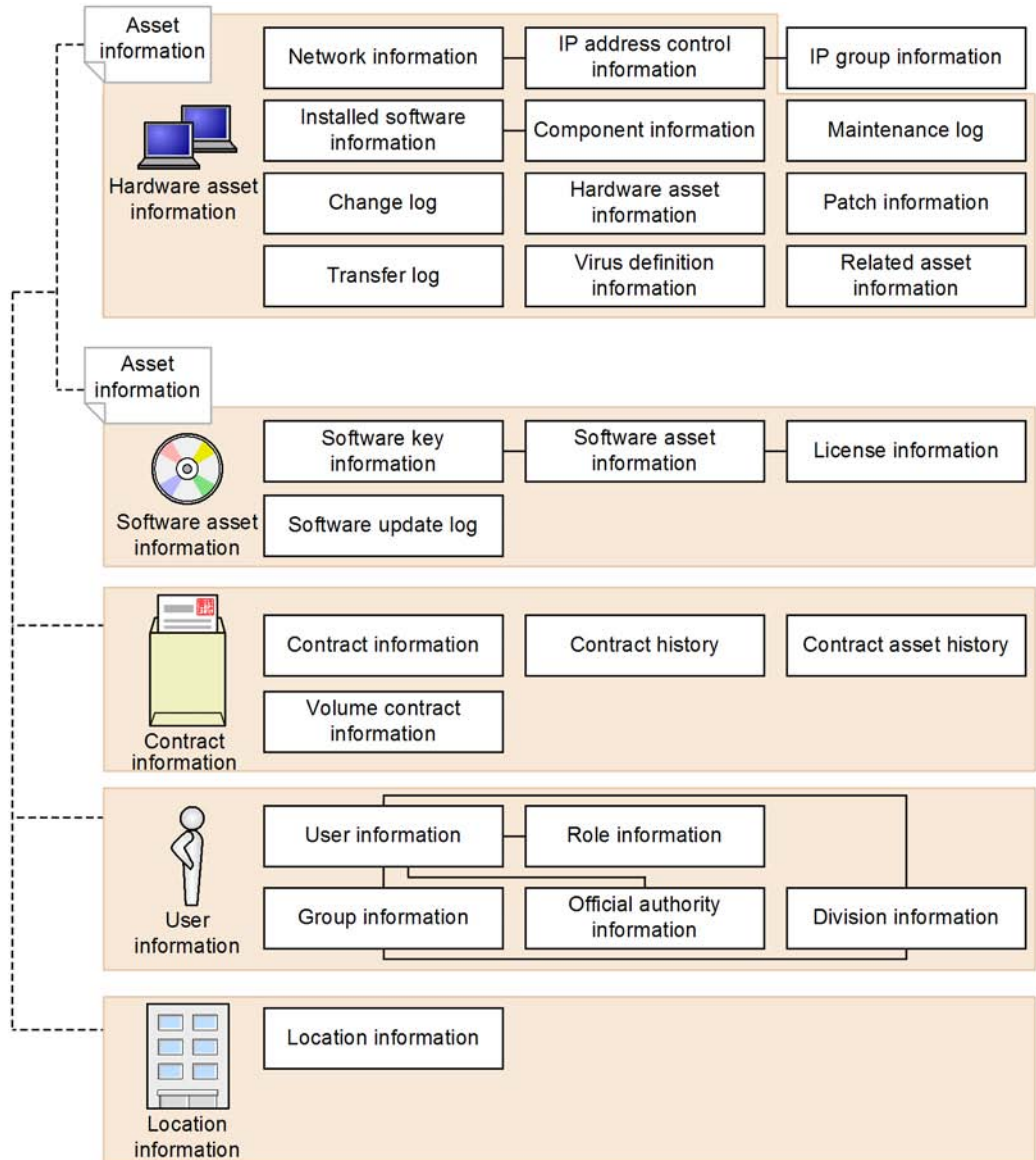 Asset
information
Network information
IP address control
information
IP group information
Installed software
information
Component information
Maintenance log
Hardware asset
information
Change log
Hardware asset
information
Patch information
Transfer log
Virus definition
information
Related asset
information
Asset
information
Software key
information
Software asset
information
License information
Software asset
information
Software update log
Contract information
Contract history
Contract asset history
Volume contract
information
Contract
information
User information
Role information
Group information
Official authority
information
Division information
User
information
Location information
Location
information